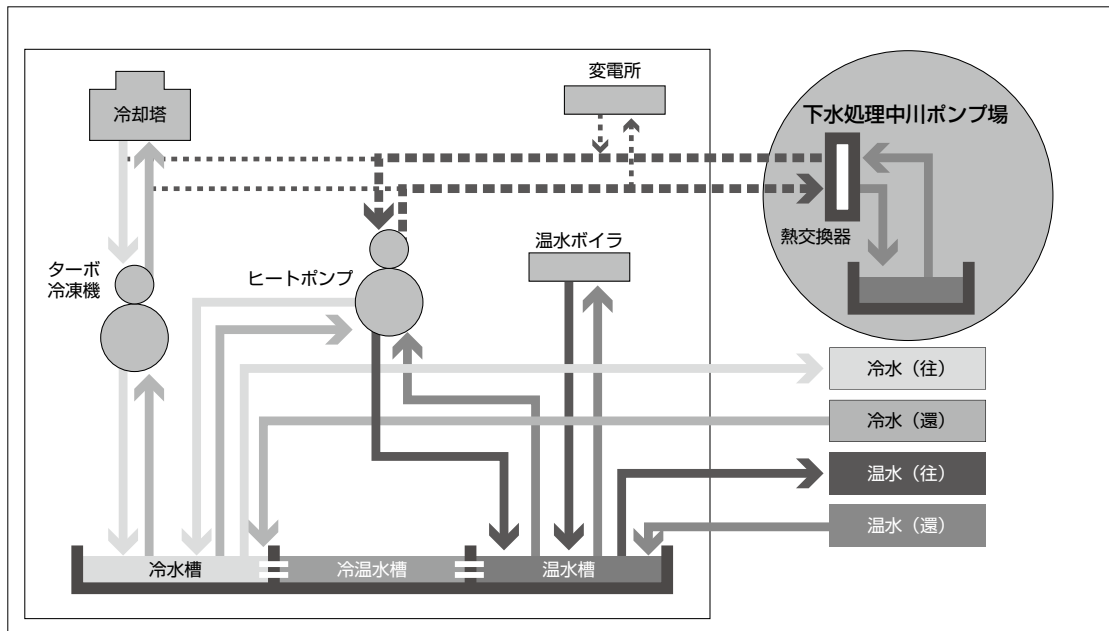 変電所
冷却塔
下水処理中川ポンプ場
熱交換器
温水ボイラ
ターボ
冷凍機
ヒートポンプ
冷水（往）
冷水（還）
温水（往）
温水（還）
冷水槽
冷温水槽
温水槽